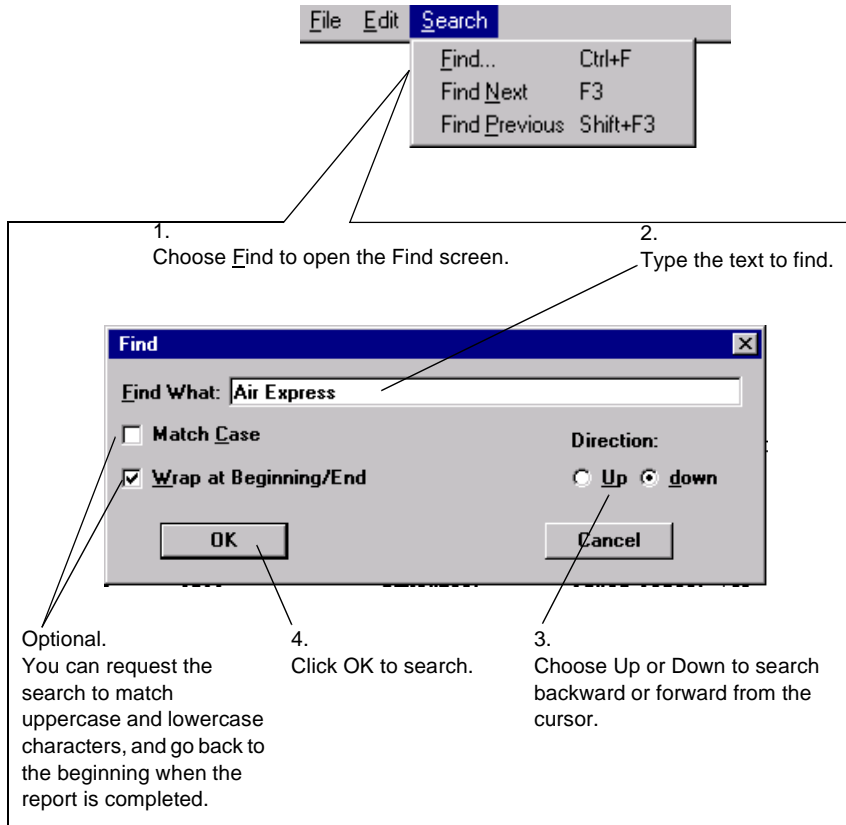 File Edit Search
Find... Ctrl+F
Find Next F3
Find Previous Shift+F3
1.
Choose Find to open the Find screen.
2.
Type the text to find.
Find
Find What: Air Express
Match Case
Direction:
Wrap at Beginning/End
Up down
OK
Cancel
Optional.
You can request the
search to match
uppercase and lowercase
characters, and go back to
the beginning when the
report is completed.
4.
Click OK to search.
3.
Choose Up or Down to search
backward or forward from the
cursor.